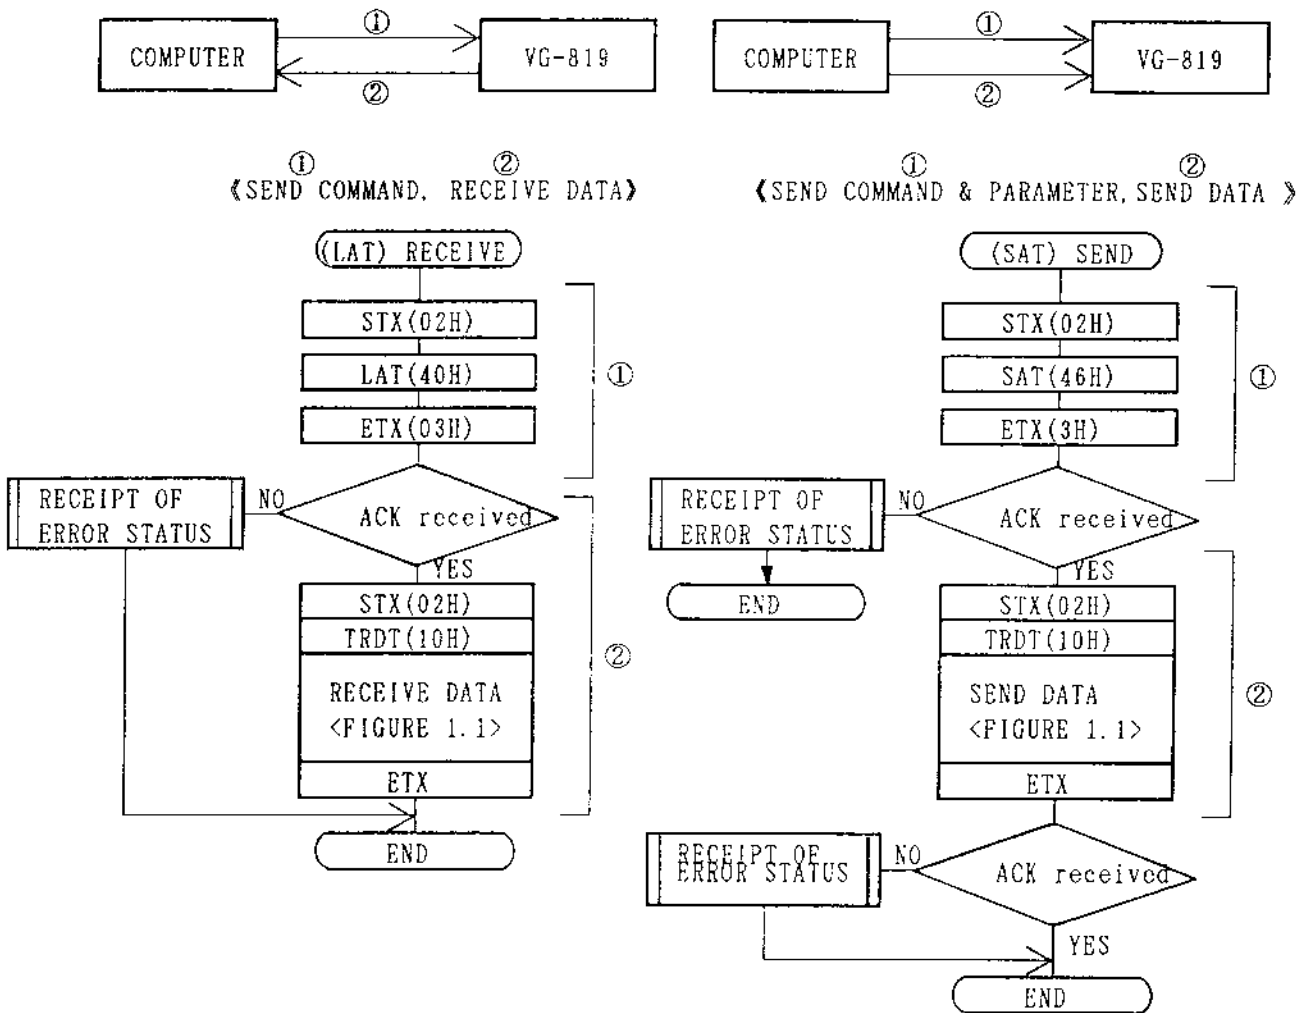 ①
COMPUTER
VG-819
②
①
COMPUTER
VG-819
②
① ②
《SEND COMMAND, RECEIVE DATA》
(LAT) RECEIVE
STX(02H)
LAT(40H)
ETX(03H)
①
RECEIPT OF
ERROR STATUS
NO
ACK received
YES
STX(02H)
TRDT(10H)
RECEIVE DATA
<FIGURE 1.1>
ETX
②
END
① ②
《SEND COMMAND & PARAMETER, SEND DATA 》
(SAT) SEND
STX(02H)
SAT(46H)
ETX(3H)
①
RECEIPT OF
ERROR STATUS
NO
ACK received
END
YES
STX(02H)
TRDT(10H)
SEND DATA
<FIGURE 1.1>
ETX
②
RECEIPT OF
ERROR STATUS
NO
ACK received
YES
END